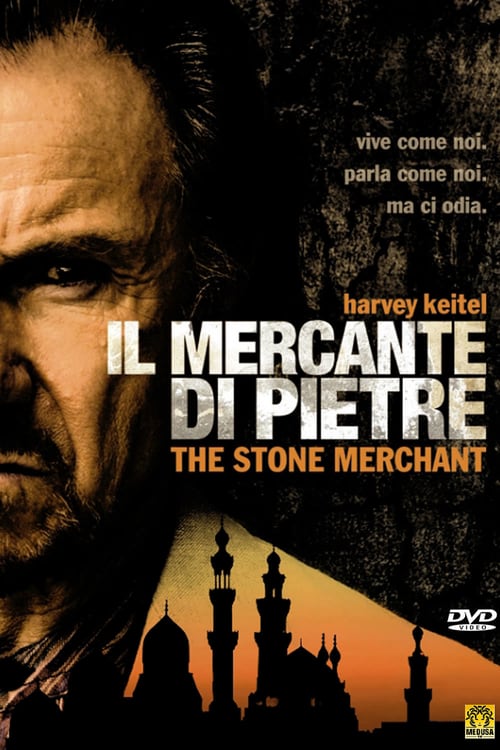 vive come noi.
parla come noi.
ma ci odia.
harvey keitel
IL MERCANTE
DI PIETRE
THE STONE MERCHANT
DVD
VIDEO
MEDUSA